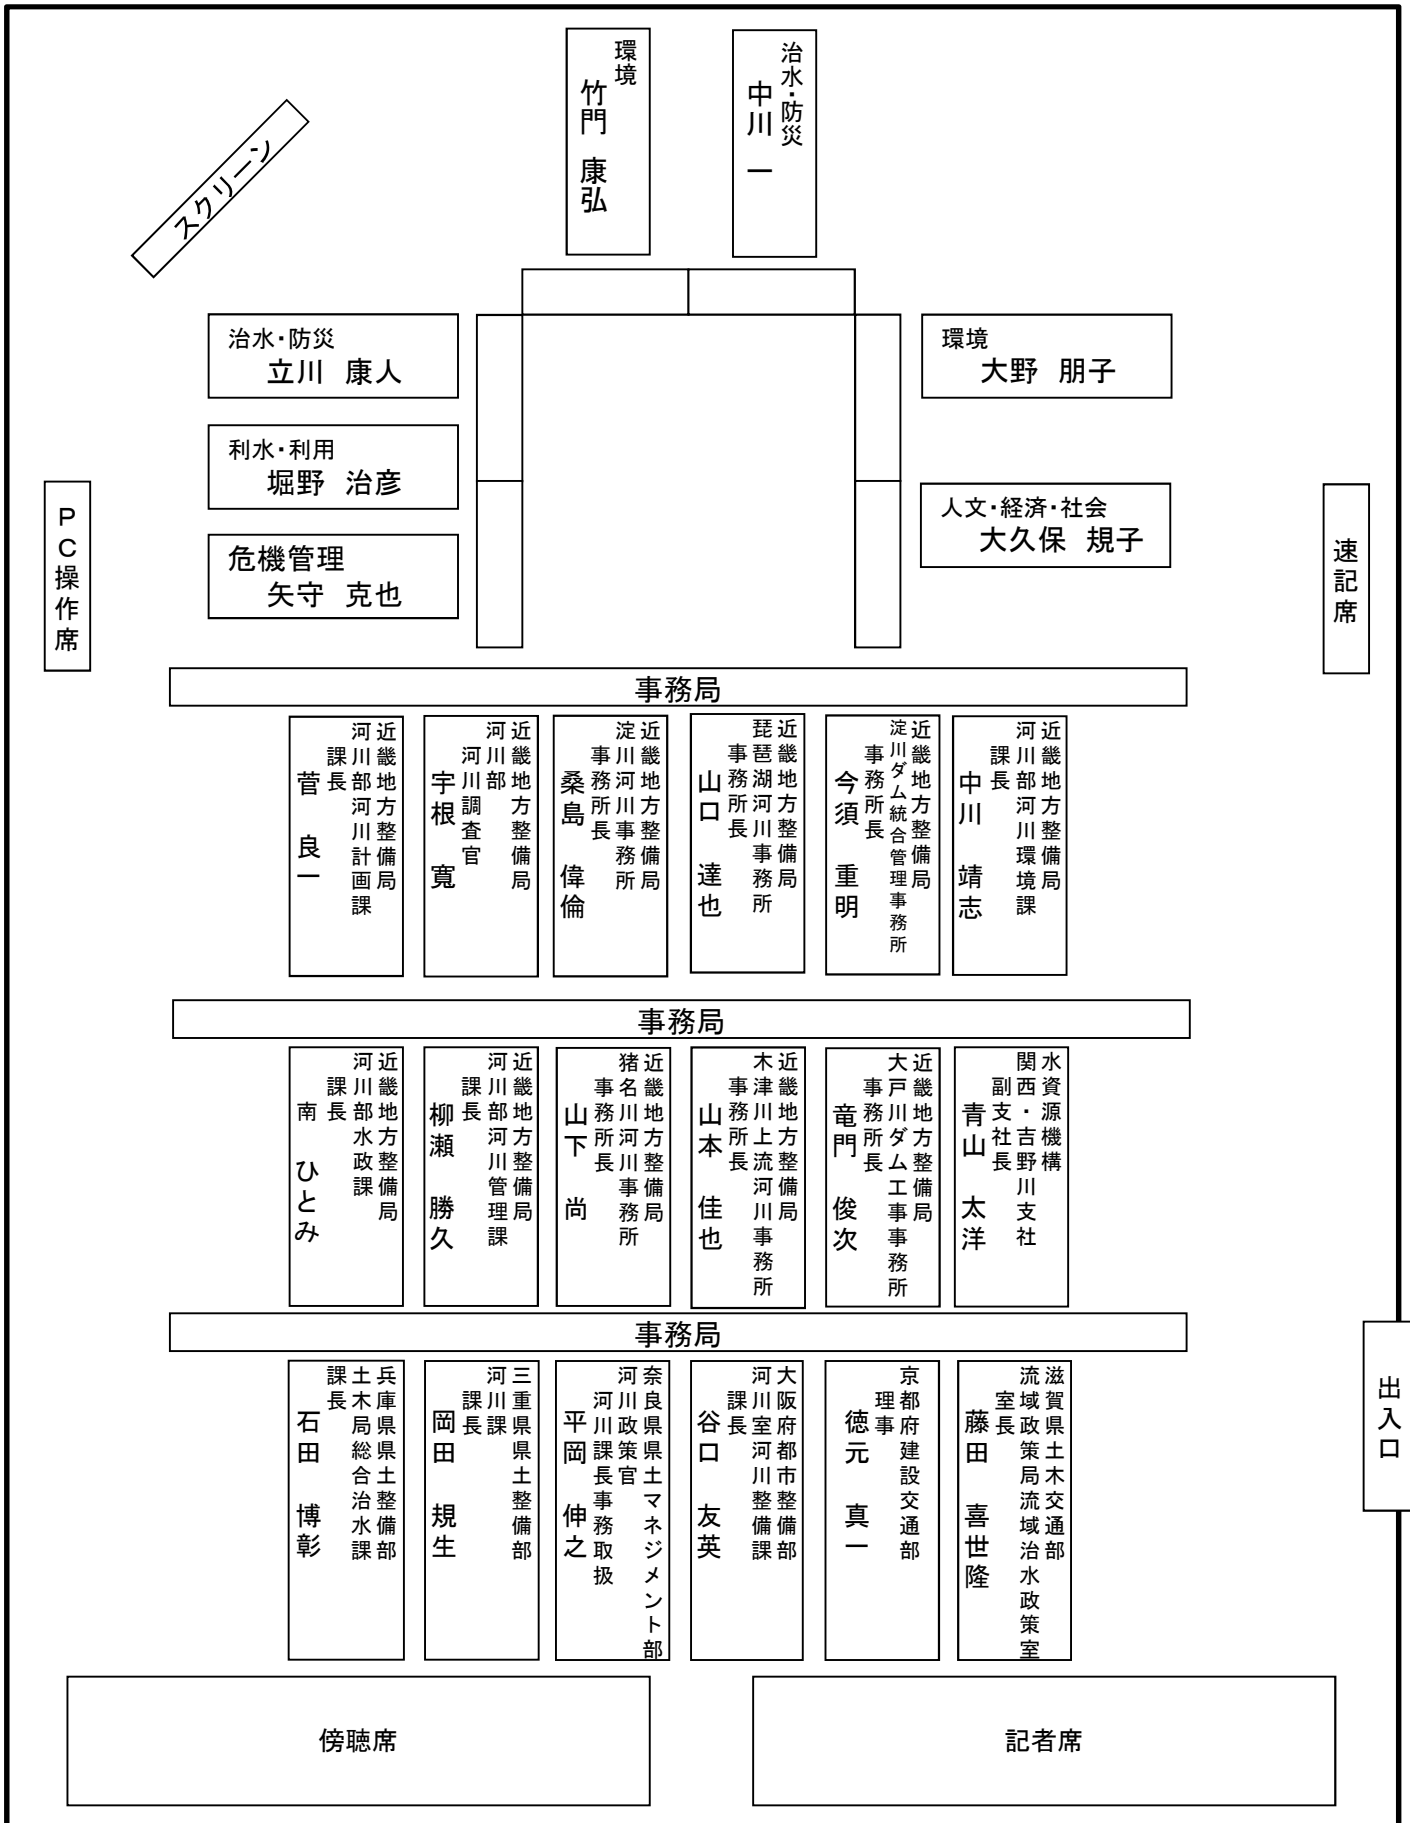 環境
竹門 康弘
治水・防災
中川 一
スクリーン
治水・防災
立川 康人
環境
大野 朋子
利水・利用
堀野 治彦
人文・経済・社会
大久保 規子
危機管理
矢守 克也
PC操作席
速記席
事務局
近畿地方整備局
河川部河川計画課
課長
菅 良一
近畿地方整備局
河川部
河川調査官
宇根 寛
近畿地方整備局
淀川河川事務所
事務所長
桑島 偉倫
近畿地方整備局
琵琶湖河川事務所
事務所長
山口 達也
近畿地方整備局
淀川ダム統合管理事務所
事務所長
今須 重明
近畿地方整備局
河川部河川環境課
課長
中川 靖志
事務局
近畿地方整備局
河川部水政課
課長
南 ひとみ
近畿地方整備局
河川部河川管理課
課長
柳瀬 勝久
近畿地方整備局
猪名川河川事務所
事務所長
山下 尚
近畿地方整備局
木津川上流河川事務所
事務所長
山本 佳也
近畿地方整備局
大戸川ダム工事事務所
事務所長
竜門 俊次
水資源機構
関西・吉野川支社
副支社長
青山 太洋
事務局
兵庫県県土整備部
土木局総合治水課
課長
石田 博彰
三重県県土整備部
河川課
課長
岡田 規生
奈良県県土マネジメント部
河川政策官
河川課長事務取扱
平岡 伸之
大阪府都市整備部
河川室河川整備課
課長
谷口 友英
京都府建設交通部
理事
徳元 真一
滋賀県土木交通部
流域政策局流域治水政策室
室長
藤田 喜世隆
出入口
傍聴席
記者席